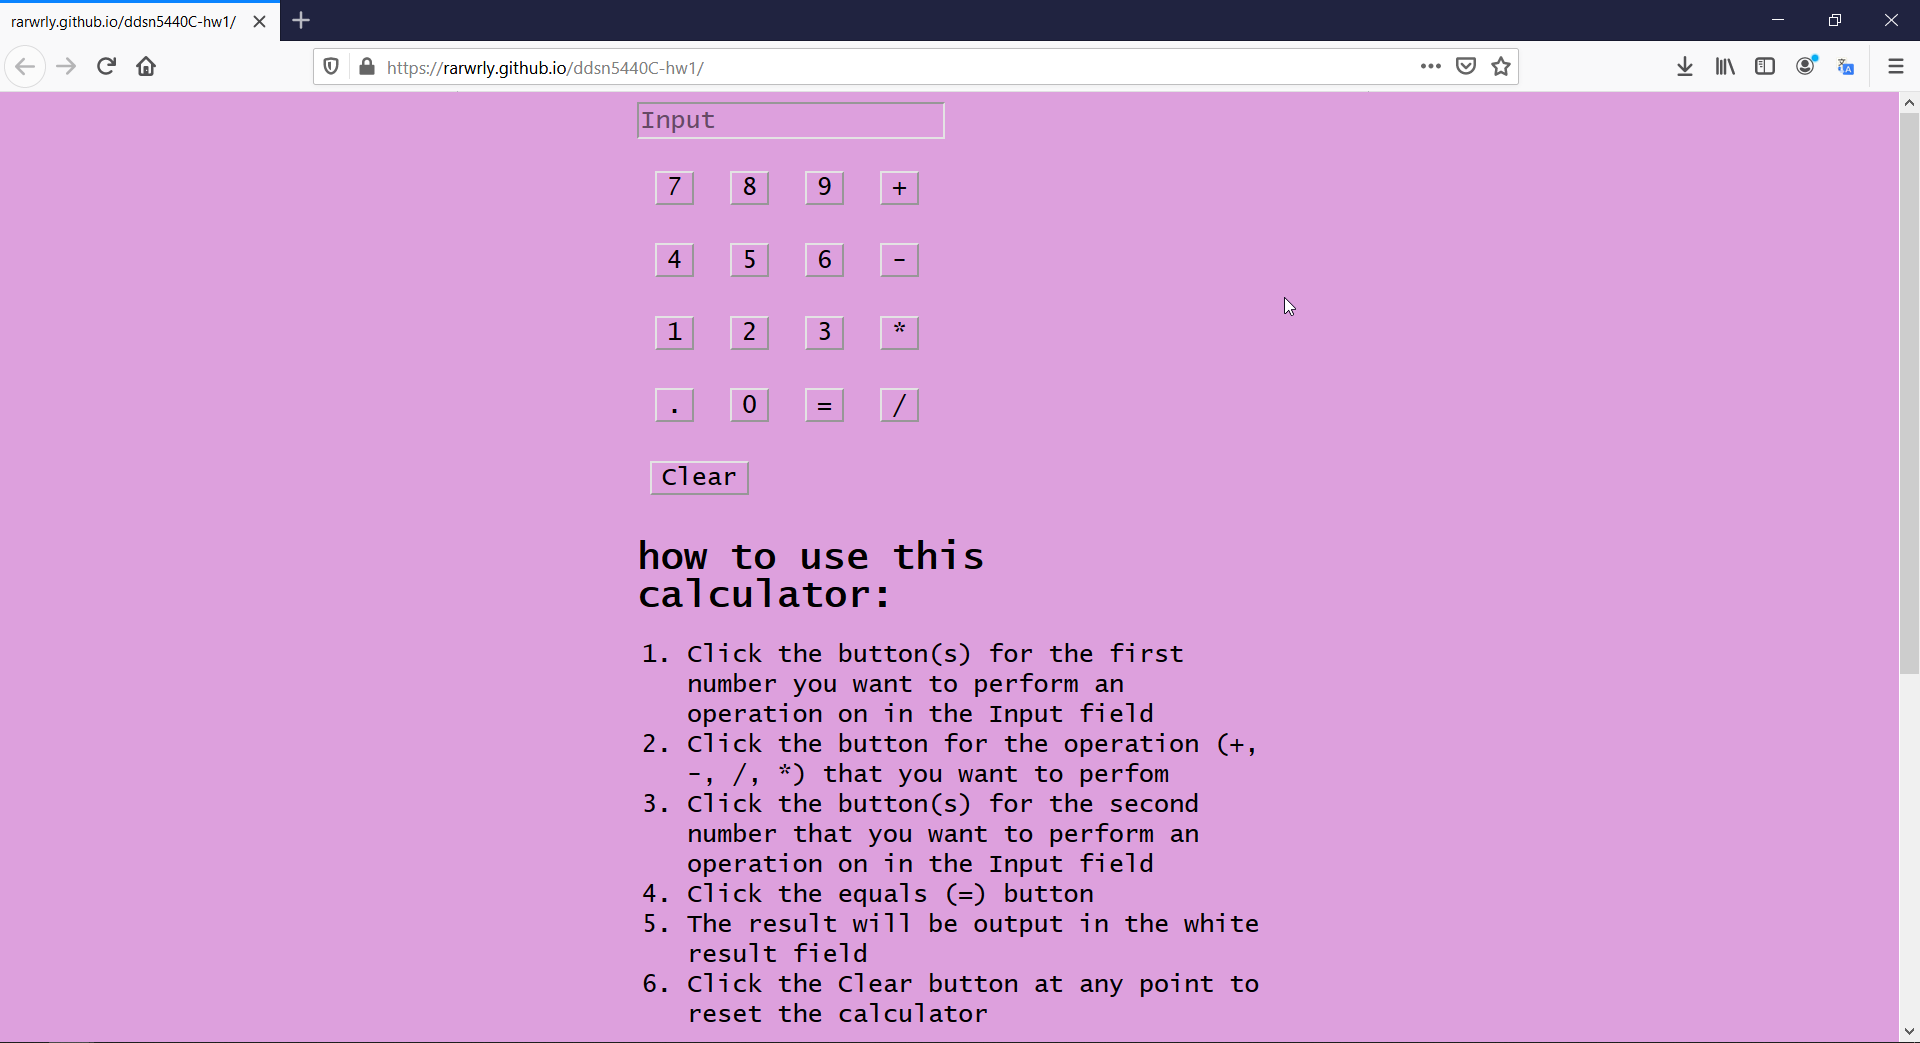 rarwrly.github.io/ddsn5440C-hw1/
https://rarwrly.github.io/ddsn5440C-hw1/
Input
7 8 9 +
4 5 6 -
1 2 3 *
. 0 = /
Clear
how to use this
calculator:
1. Click the button(s) for the first
number you want to perform an
operation on in the Input field
2. Click the button for the operation (+,
-, /, *) that you want to perfom
3. Click the button(s) for the second
number that you want to perform an
operation on in the Input field
4. Click the equals (=) button
5. The result will be output in the white
result field
6. Click the Clear button at any point to
reset the calculator